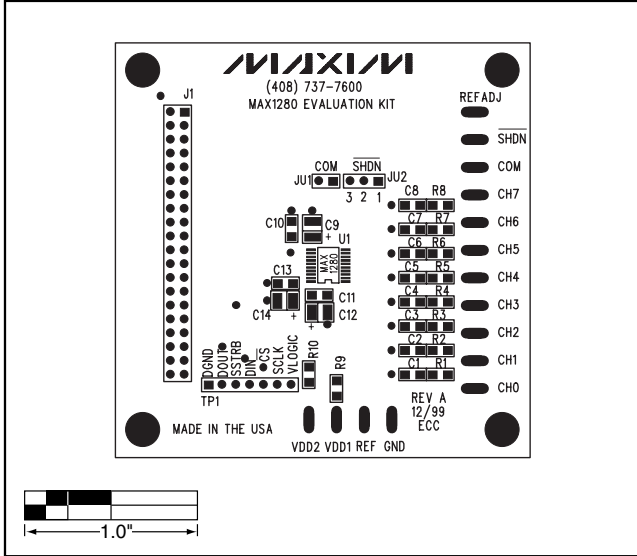 MAXIM
(408) 737-7600
MAX1280 EVALUATION KIT
J1
REFADJ
SHDN
COM
CH7
CH6
CH5
CH4
CH3
CH2
CH1
CH0
COM SHDN
JU1 JU2
3 2 1
C8 R8
C7 R7
C6 R6
C5 R5
C4 R4
C3 R3
C2 R2
C1 R1
C10 C9
+
U1
MAX
1280
C13
C14
+
C11
C12
+
R10
R9
DGND
DOUT
SSTRB
DIN
CS
SCLK
VLOGIC
TP1
REV A
12/99
ECC
MADE IN THE USA
VDD2 VDD1 REF GND
1.0"